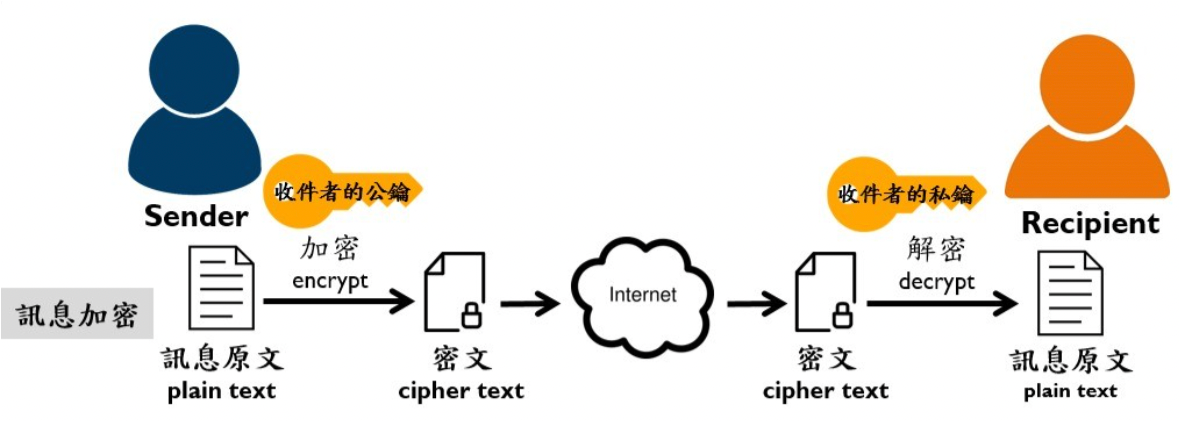 收件者的公鑰
收件者的私鑰
Sender
Recipient
加密
encrypt
解密
decrypt
Internet
訊息加密
訊息原文
plain text
密文
cipher text
密文
cipher text
訊息原文
plain text